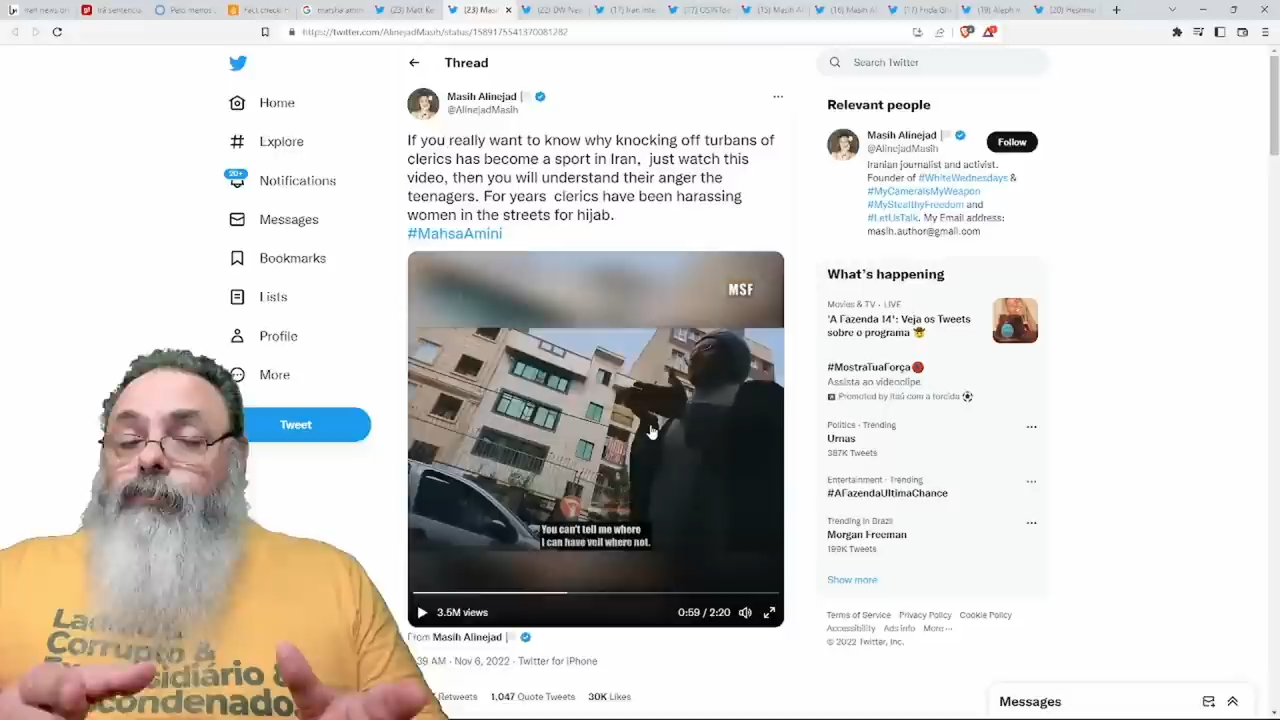 https://twitter.com/AlinejadMasih/status/1589175541370081282
Thread
Search Twitter
Home
Explore
20+
Notifications
Messages
Bookmarks
Lists
Profile
More
Tweet
Masih Alinejad
@AlinejadMasih
If you really want to know why knocking off turbans of
clerics has become a sport in Iran, just watch this
video, then you will understand their anger the
teenagers. For years clerics have been harassing
women in the streets for hijab.
#MahsaAmini
MSF
You can't tell me where
I can have veil where not.
3.5M views
0:59 / 2:20
From Masih Alinejad
:39 AM · Nov 6, 2022 · Twitter for iPhone
Retweets 1,047 Quote Tweets 30K Likes
Relevant people
Masih Alinejad
@AlinejadMasih
Follow
Iranian journalist and activist.
Founder of #WhiteWednesdays &
#MyCameraIsMyWeapon
#MyStealthyFreedom and
#LetUsTalk. My Email address:
masih.author@gmail.com
What's happening
Movies & TV · LIVE
'A Fazenda 14': Veja os Tweets
sobre o programa
#MostraTuaForça
Assista ao videoclipe
Promoted by Itaú com a torcida
Politics · Trending
Urnas
387K Tweets
Entertainment · Trending
#AFazendaUltimaChance
Trending in Brazil
Morgan Freeman
199K Tweets
Show more
Terms of Service Privacy Policy Cookie Policy
Accessibility Ads info More
© 2022 Twitter, Inc.
Messages